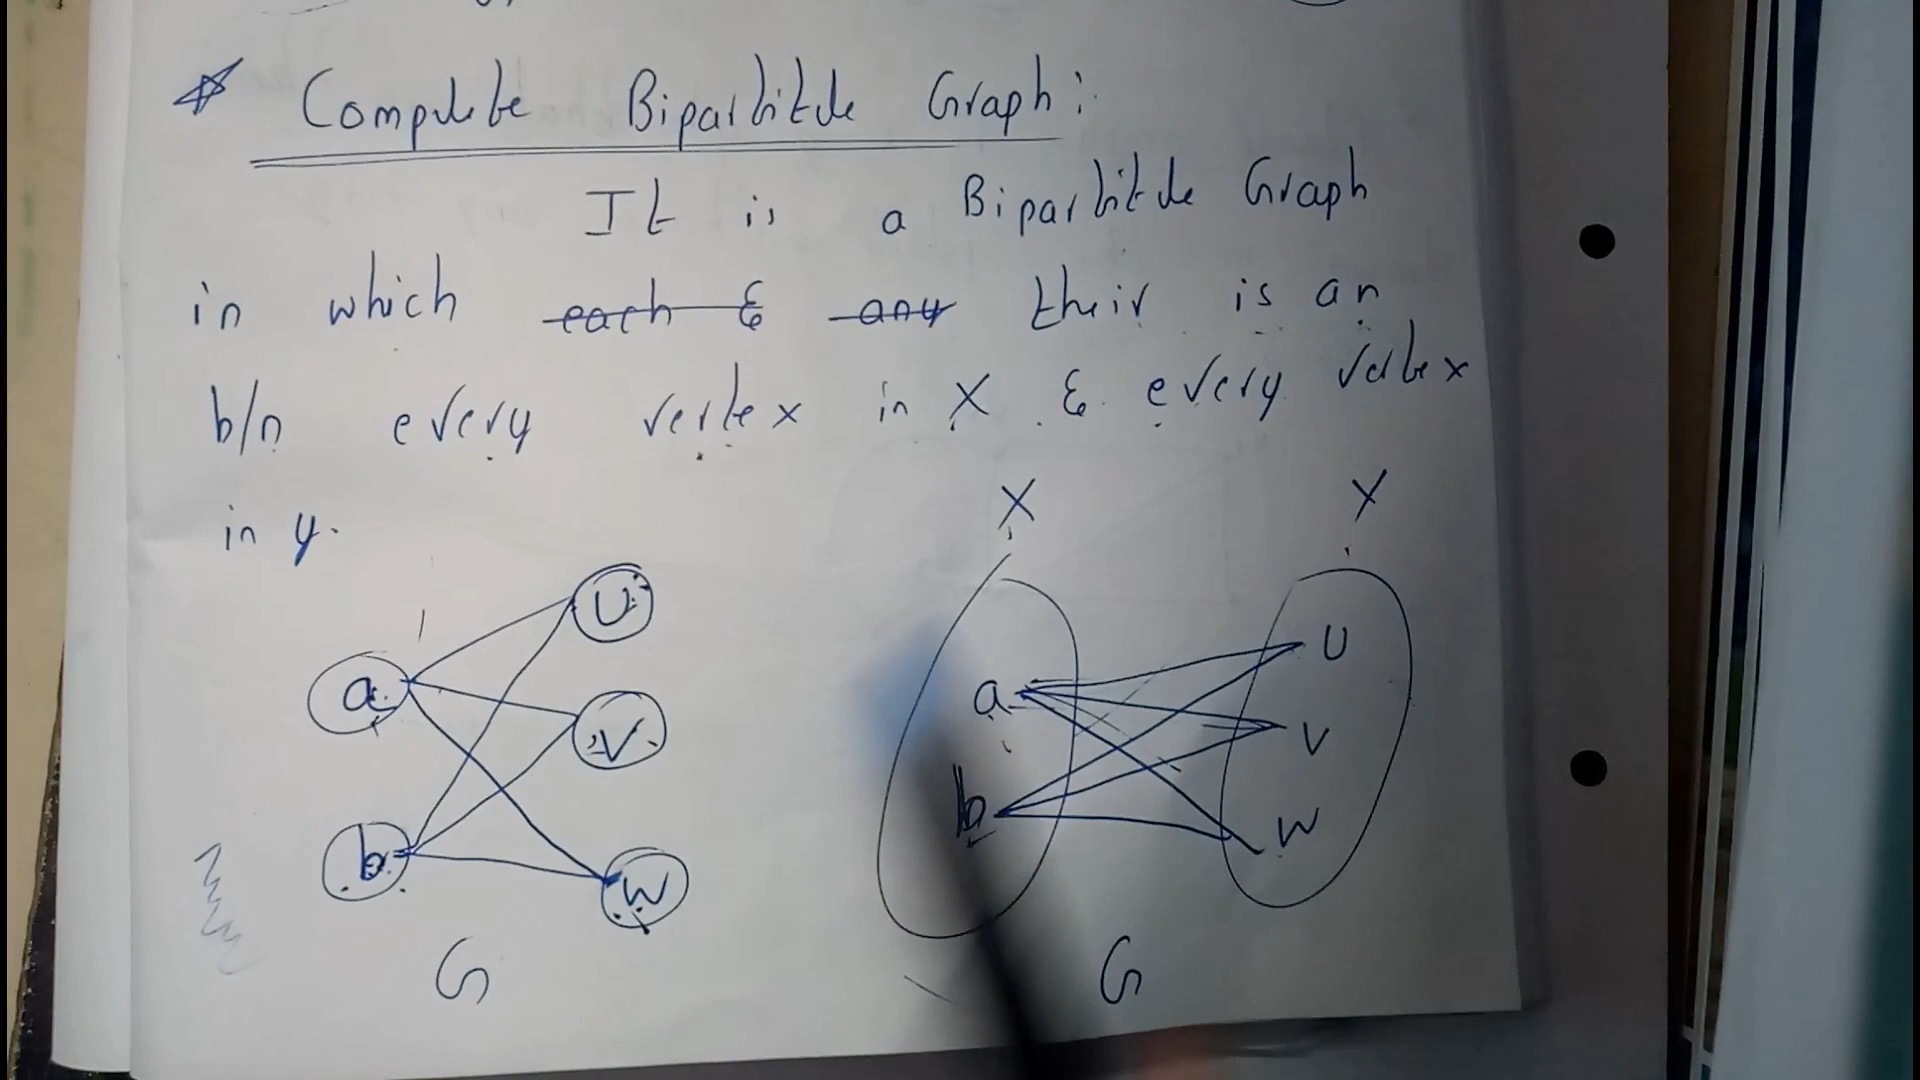 Complete Bipartite Graph:
It is a Bipartite Graph
in which each & any their is an
b/n every vertex in X & every vertex
in y.
X Y
U
a
V
b
W
G
a
b
U
V
W
G